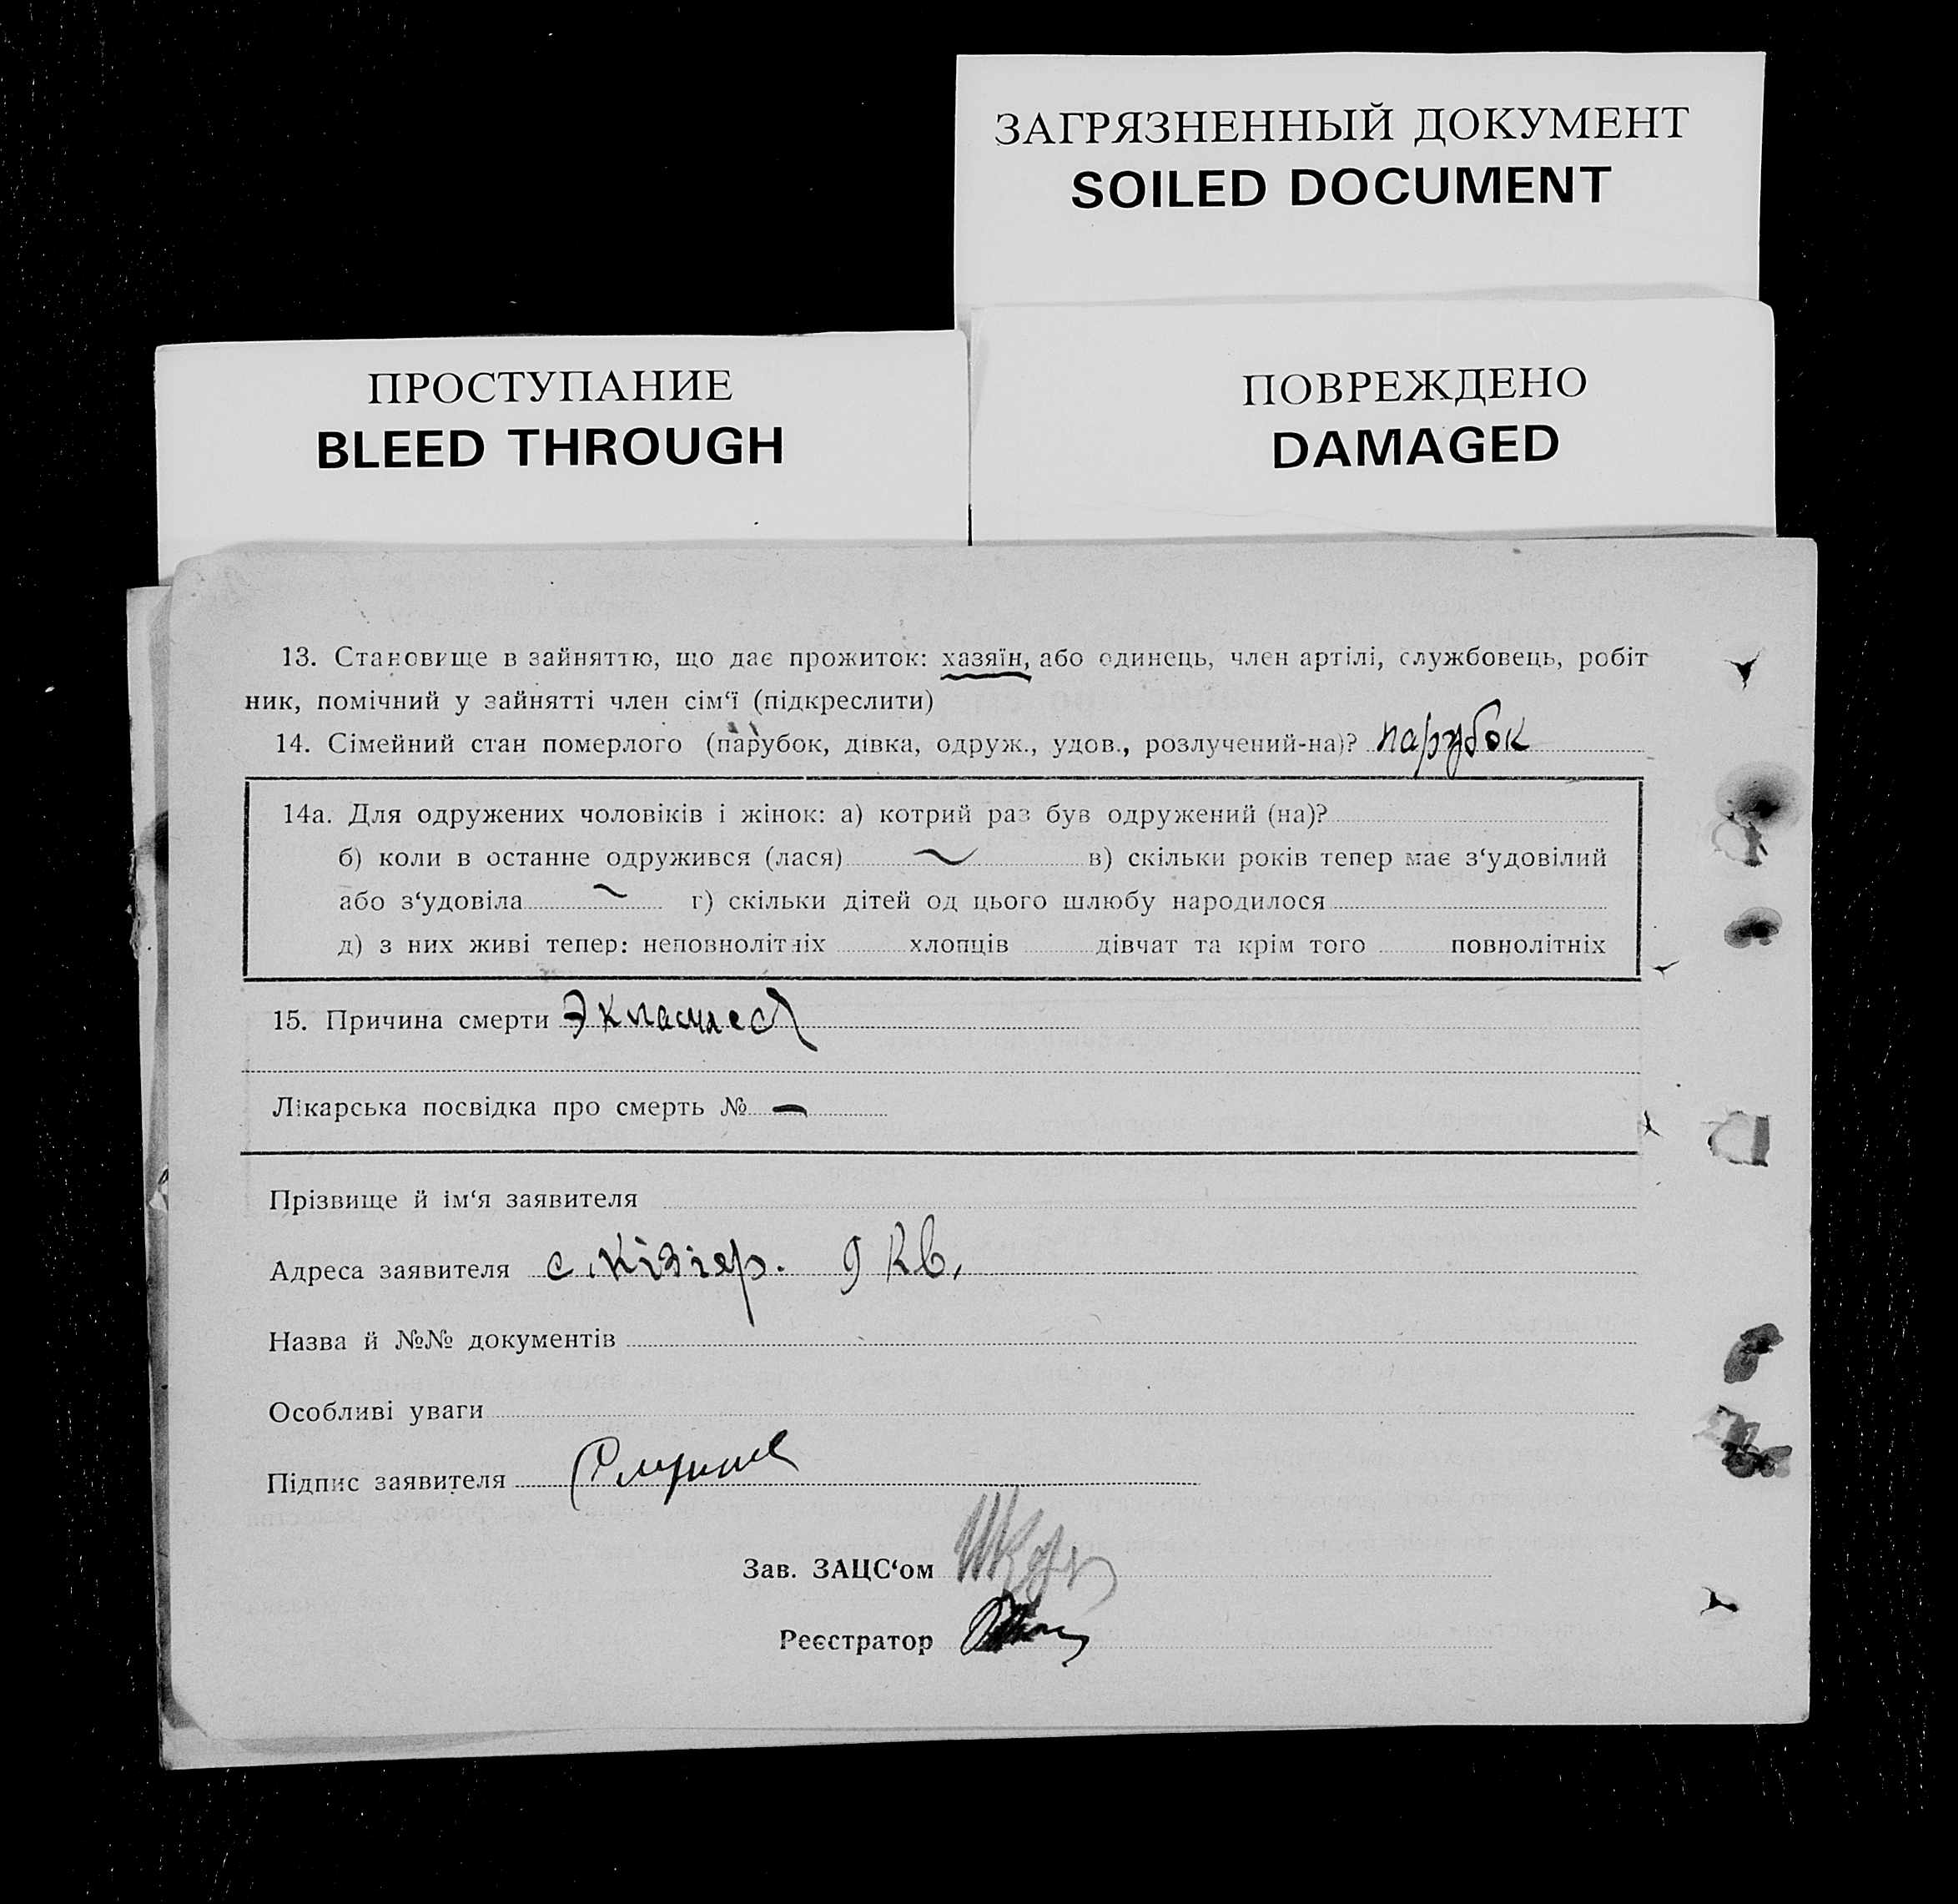 ЗАГРЯЗНЕННЫЙ ДОКУМЕНТ
SOILED DOCUMENT
ПРОСТУПАНИЕ
BLEED THROUGH
ПОВРЕЖДЕНО
DAMAGED
13. Становище в зайняттю, що дає прожиток: хазяїн, або одинець, член артілі, службовець, робіт
ник, помічний у зайнятті член сім‘ї (підкреслити)
14. Сімейний стан померлого (парубок, дівка, одруж., удов., розлучений-на)? парубок
14а. Для одружених чоловіків і жінок: а) котрий раз був одружений (на)?
б) коли в останнє одружився (лася) в) скільки років тепер має з‘удовілий
або з‘удовіла г) скільки дітей од цього шлюбу народилося
д) з них живі тепер: неповнолітніх хлопців дівчат та крім того повнолітніх
15. Причина смерти
Лікарська посвідка про смерть № —
Прізвище й ім‘я заявителя
Адреса заявителя с. Кізіяр. 9 кв.
Назва й №№ документів
Особливі уваги
Підпис заявителя
Зав. ЗАЦС‘ом
Реєстратор